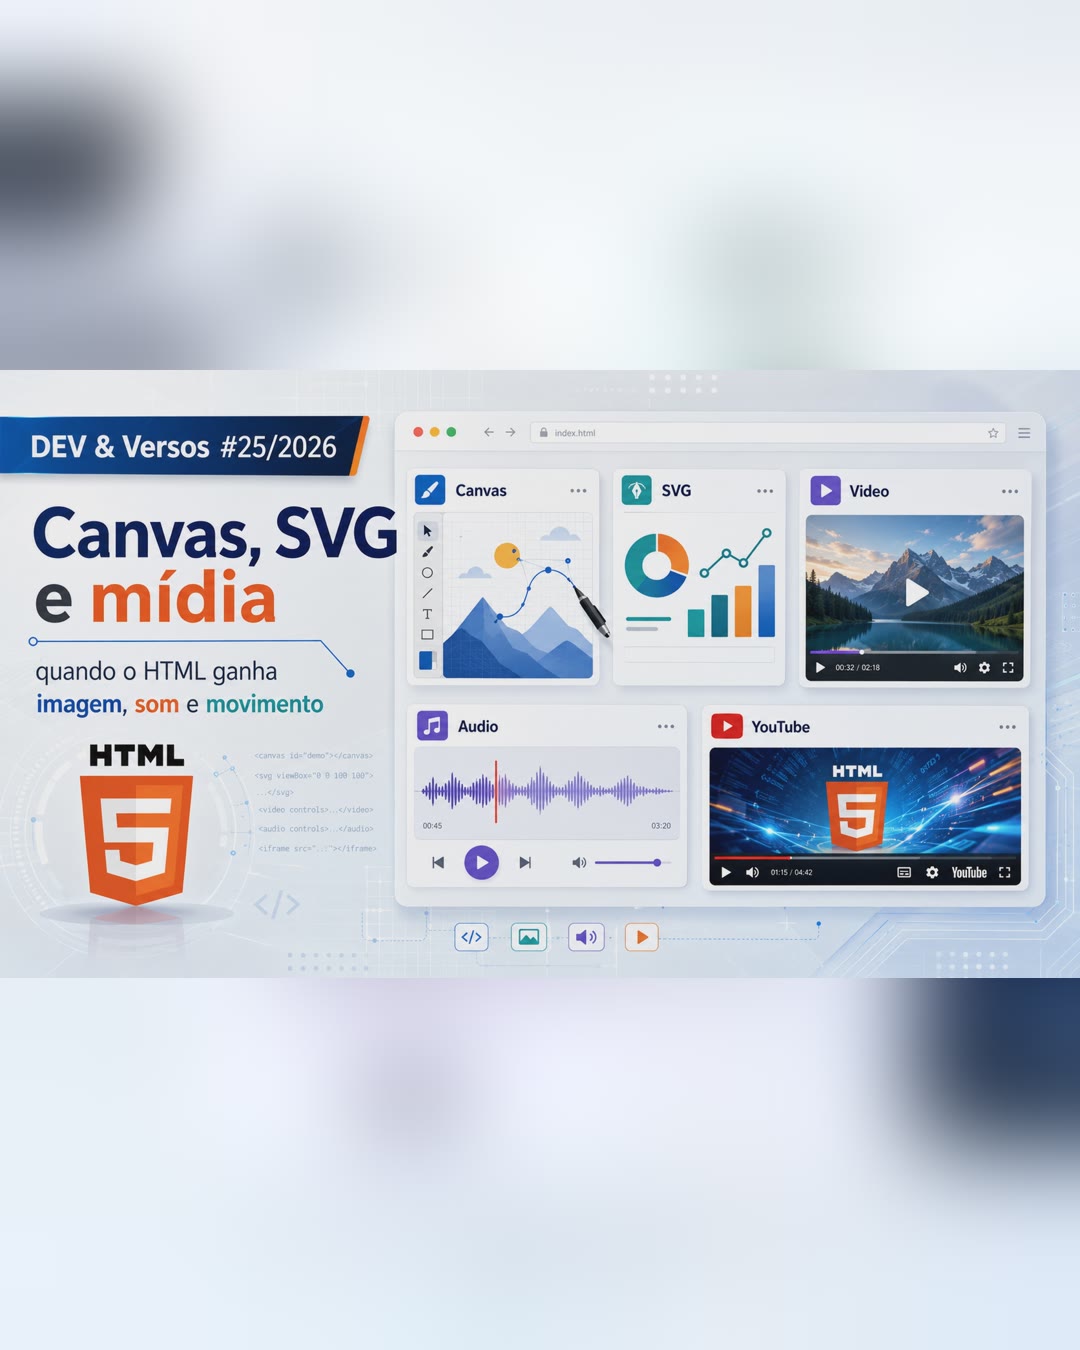 DEV & Versos #25/2026
Canvas, SVG
e mídia
quando o HTML ganha
imagem, som e movimento
HTML
5
<canvas id="demo"></canvas>
<svg viewBox="0 0 100 100">
...</svg>
<video controls>...</video>
<audio controls>...</audio>
</>
index.html
Canvas
T
SVG
Video
00:32 / 02:18
Audio
00:45
03:20
YouTube
HTML
5
01:15 / 04:42
YouTube
</>